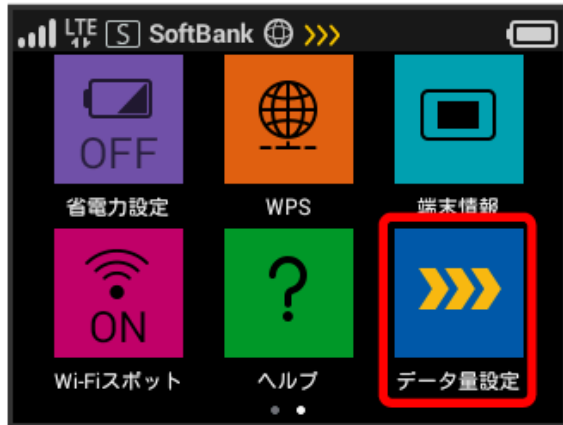 LTE S SoftBank
OFF
省電力設定 WPS 端末情報
ON ?
Wi-Fiスポット ヘルプ データ量設定